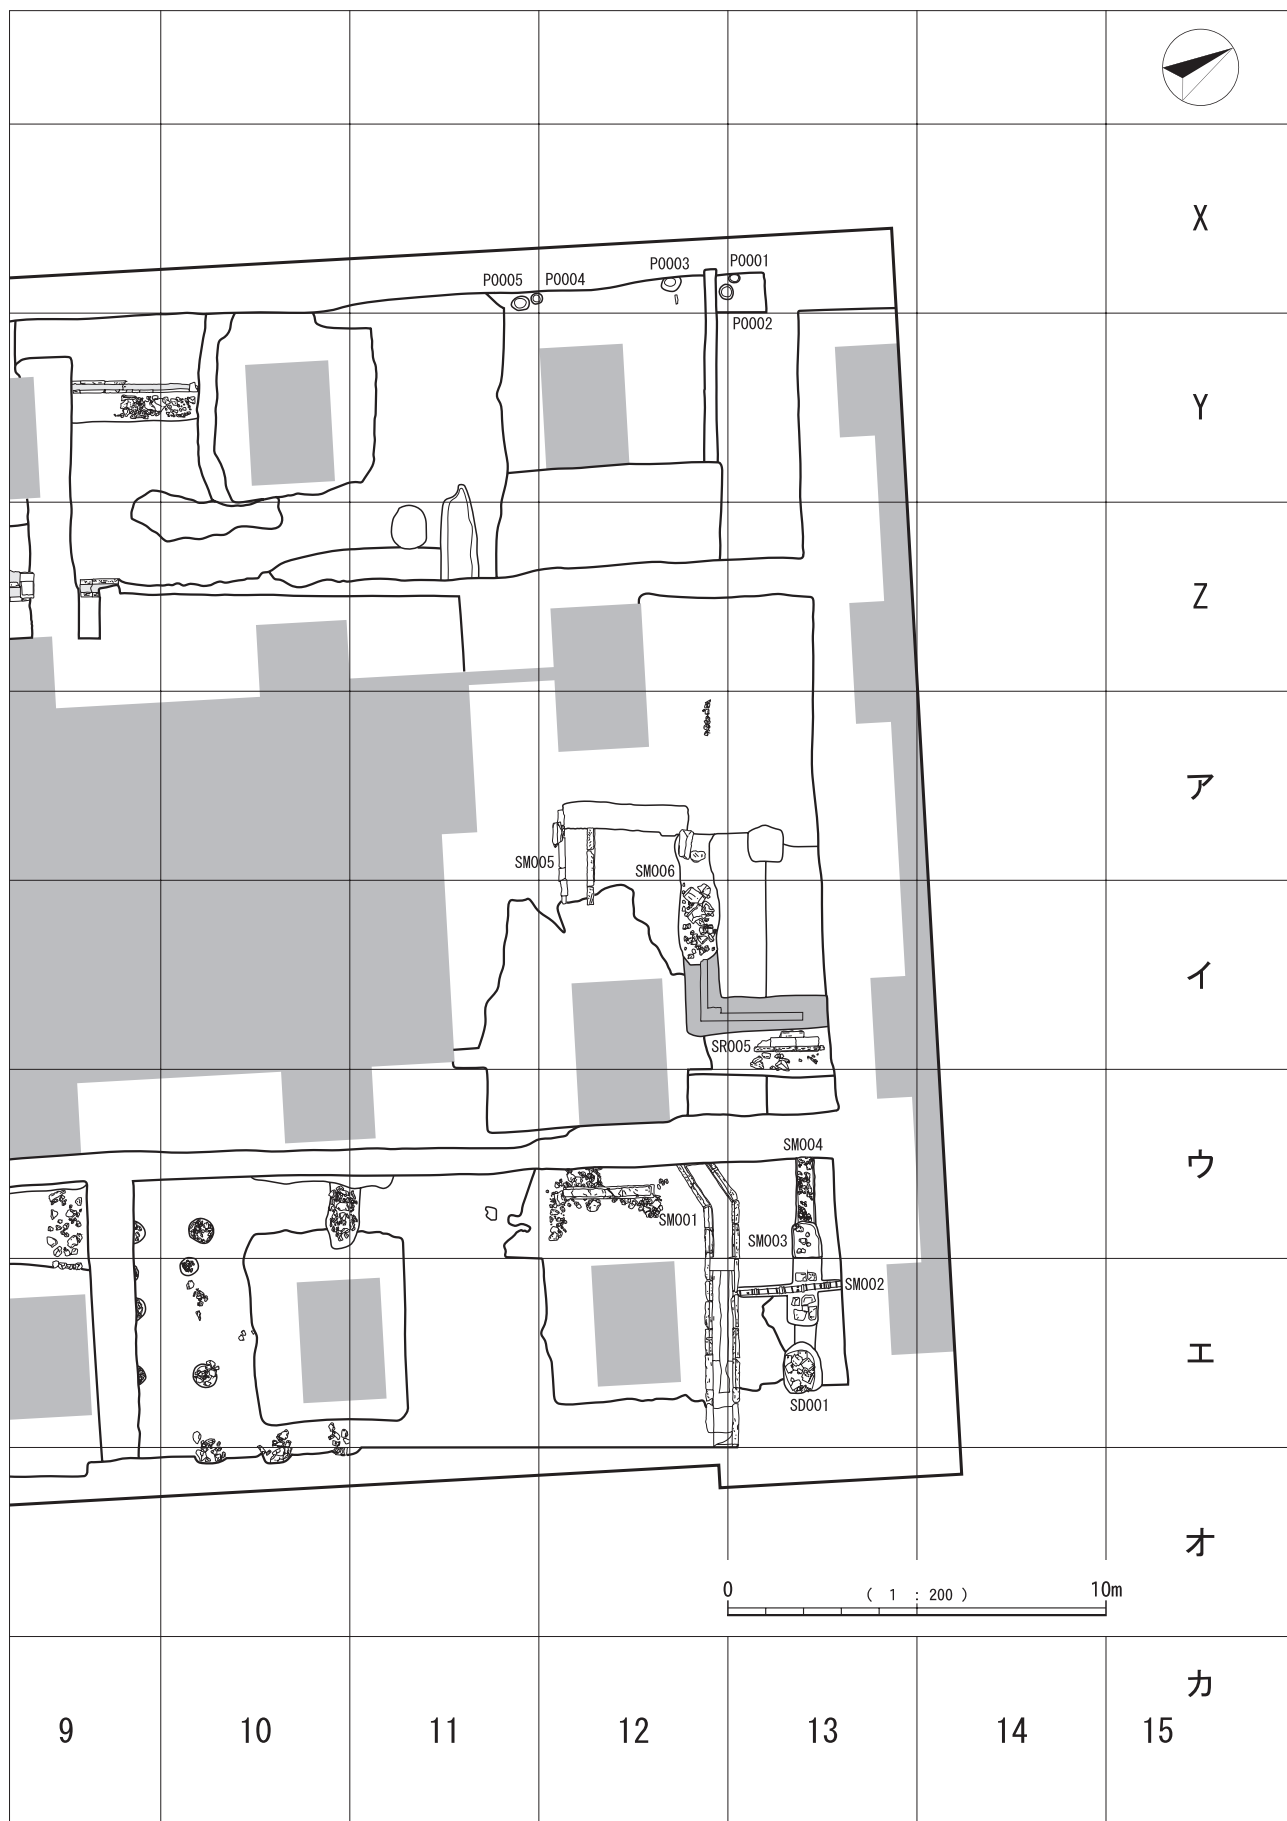 X
P0003
P0001
P0005
P0004
P0002
Y
Z
ア
SM005
SM006
イ
SR005
SM004
ウ
SM001
SM003
SM002
エ
SD001
オ
0
( 1 : 200 )
10m
カ
9
10
11
12
13
14
15